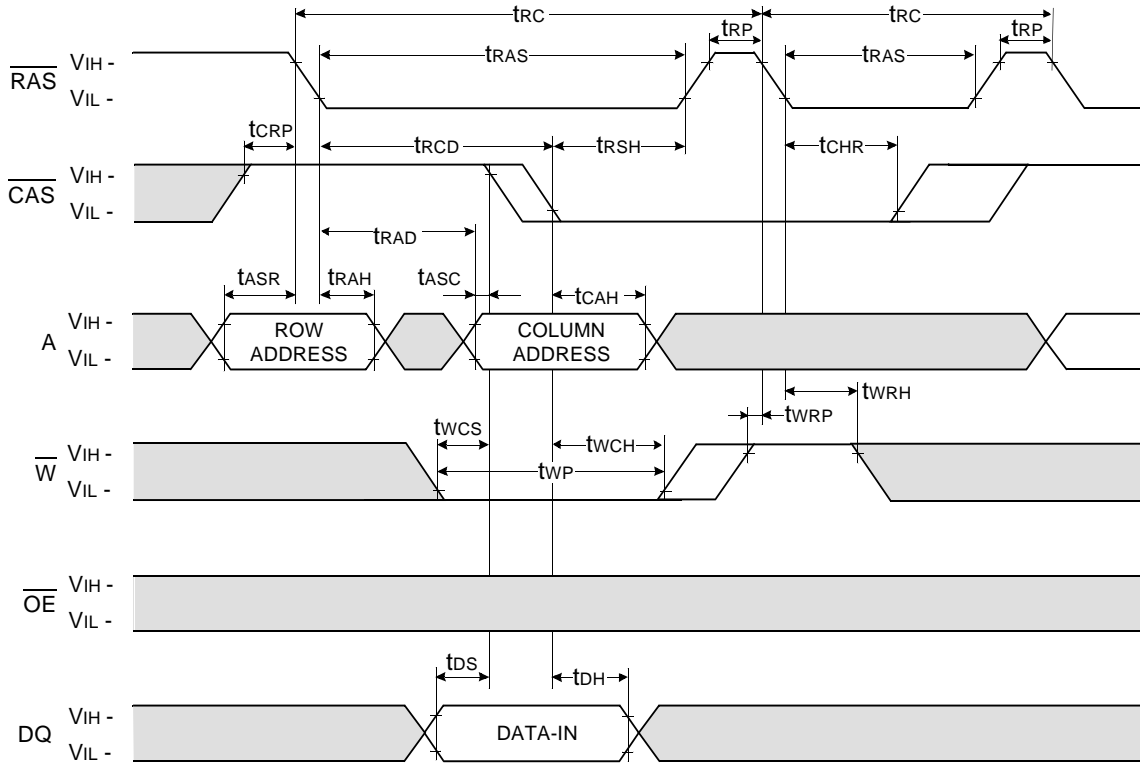 tRC tRC
tRP tRP
tRAS tRAS
RAS VIH -
VIL -
tCRP tRCD tRSH tCHR
CAS VIH -
VIL -
tRAD
tASR tRAH tASC tCAH
A VIH -
VIL -
ROW ADDRESS
COLUMN ADDRESS
tWRH
tWRP
tWCS tWCH
W VIH -
VIL -
tWP
OE VIH -
VIL -
tDS tDH
DQ VIH -
VIL -
DATA-IN